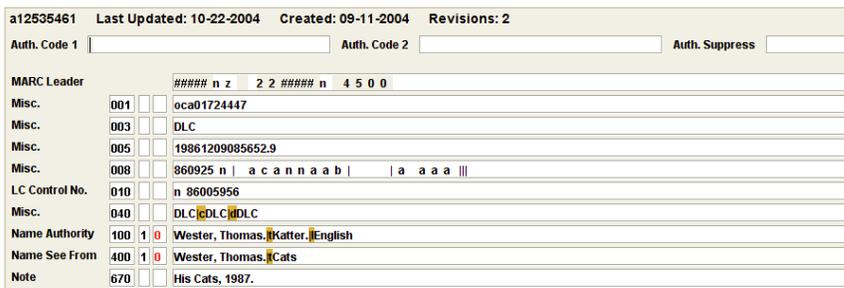 a12535461 Last Updated: 10-22-2004 Created: 09-11-2004 Revisions: 2
Auth. Code 1 Auth. Code 2 Auth. Suppress
MARC Leader ##### n z 2 2 ##### n 4 5 0 0
Misc. 001 oca01724447
Misc. 003 DLC
Misc. 005 19861209085652.9
Misc. 008 860925 n | a c a n n a a b | | a a a a |||
LC Control No. 010 n 86005956
Misc. 040 DLC|cDLC|dDLC
Name Authority 100 1 0 Wester, Thomas.|tKatter.|lEnglish
Name See From 400 1 0 Wester, Thomas.|tCats
Note 670 His Cats, 1987.